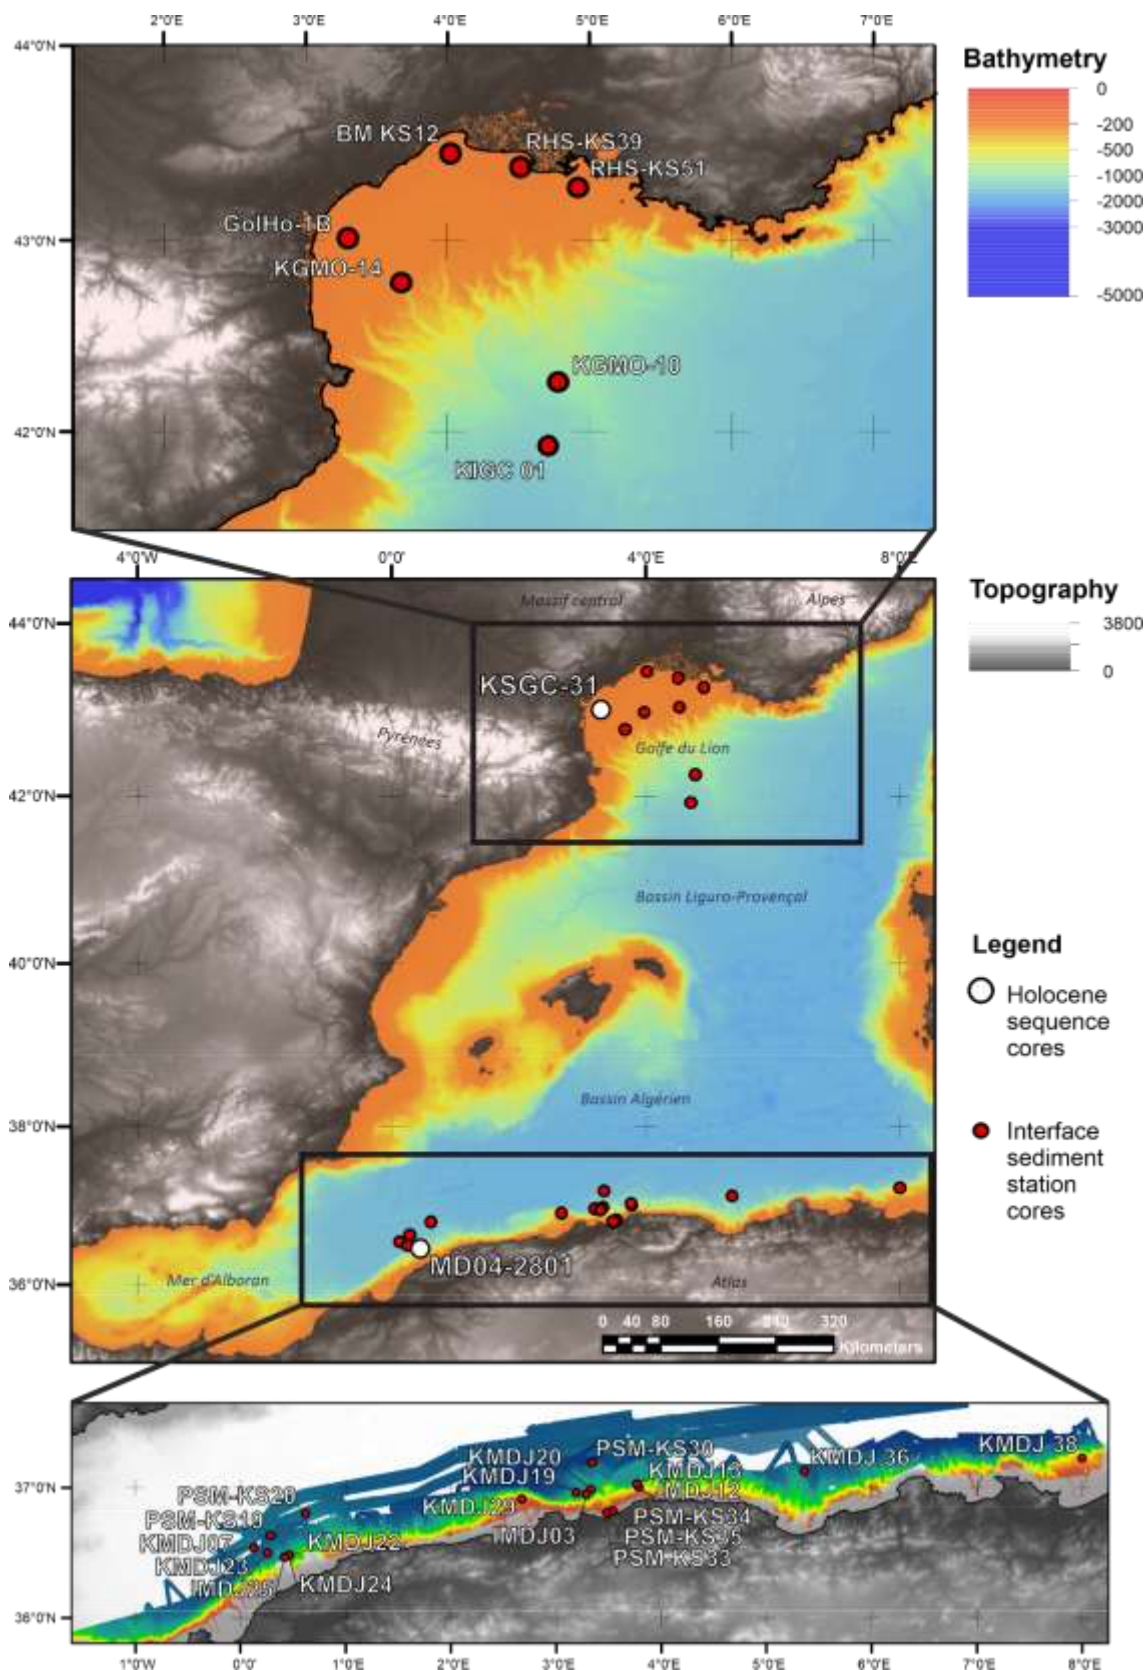 2°0'E 3°0'E 4°0'E 5°0'E 6°0'E 7°0'E
44°0'N
43°0'N
42°0'N
BM KS12
RHS-KS39
RHS-KS51
GolHo-1B
KGMO-14
KGMO-10
KIGC 01
Bathymetry
0
-200
-500
-1000
-2000
-3000
-5000
4°0'W 0°0' 4°0'E 8°0'E
44°0'N
42°0'N
40°0'N
38°0'N
36°0'N
Massif central
Alpes
KSGC-31
Pyrénées
Golfe du Lion
Bassin Liguro-Provençal
Bassin Algérien
MD04-2801
Mer d'Alboran
Atlas
0 40 80 160 240 320
Kilometers
Topography
3800
0
Legend
Holocene
sequence
cores
Interface
sediment
station
cores
37°0'N
36°0'N
KMDJ20
PSM-KS30
KMDJ 36
KMDJ 38
KMDJ19
KMDJ13
MDJ12
PSM-KS20
KMDJ29
PSM-KS34
PSM-KS19
IMDJ03
PSM-KS35
KMDJ07
KMDJ22
PSM-KS33
KMDJ23
KMDJ24
1°0'W 0°0' 1°0'E 2°0'E 3°0'E 4°0'E 5°0'E 6°0'E 7°0'E 8°0'E